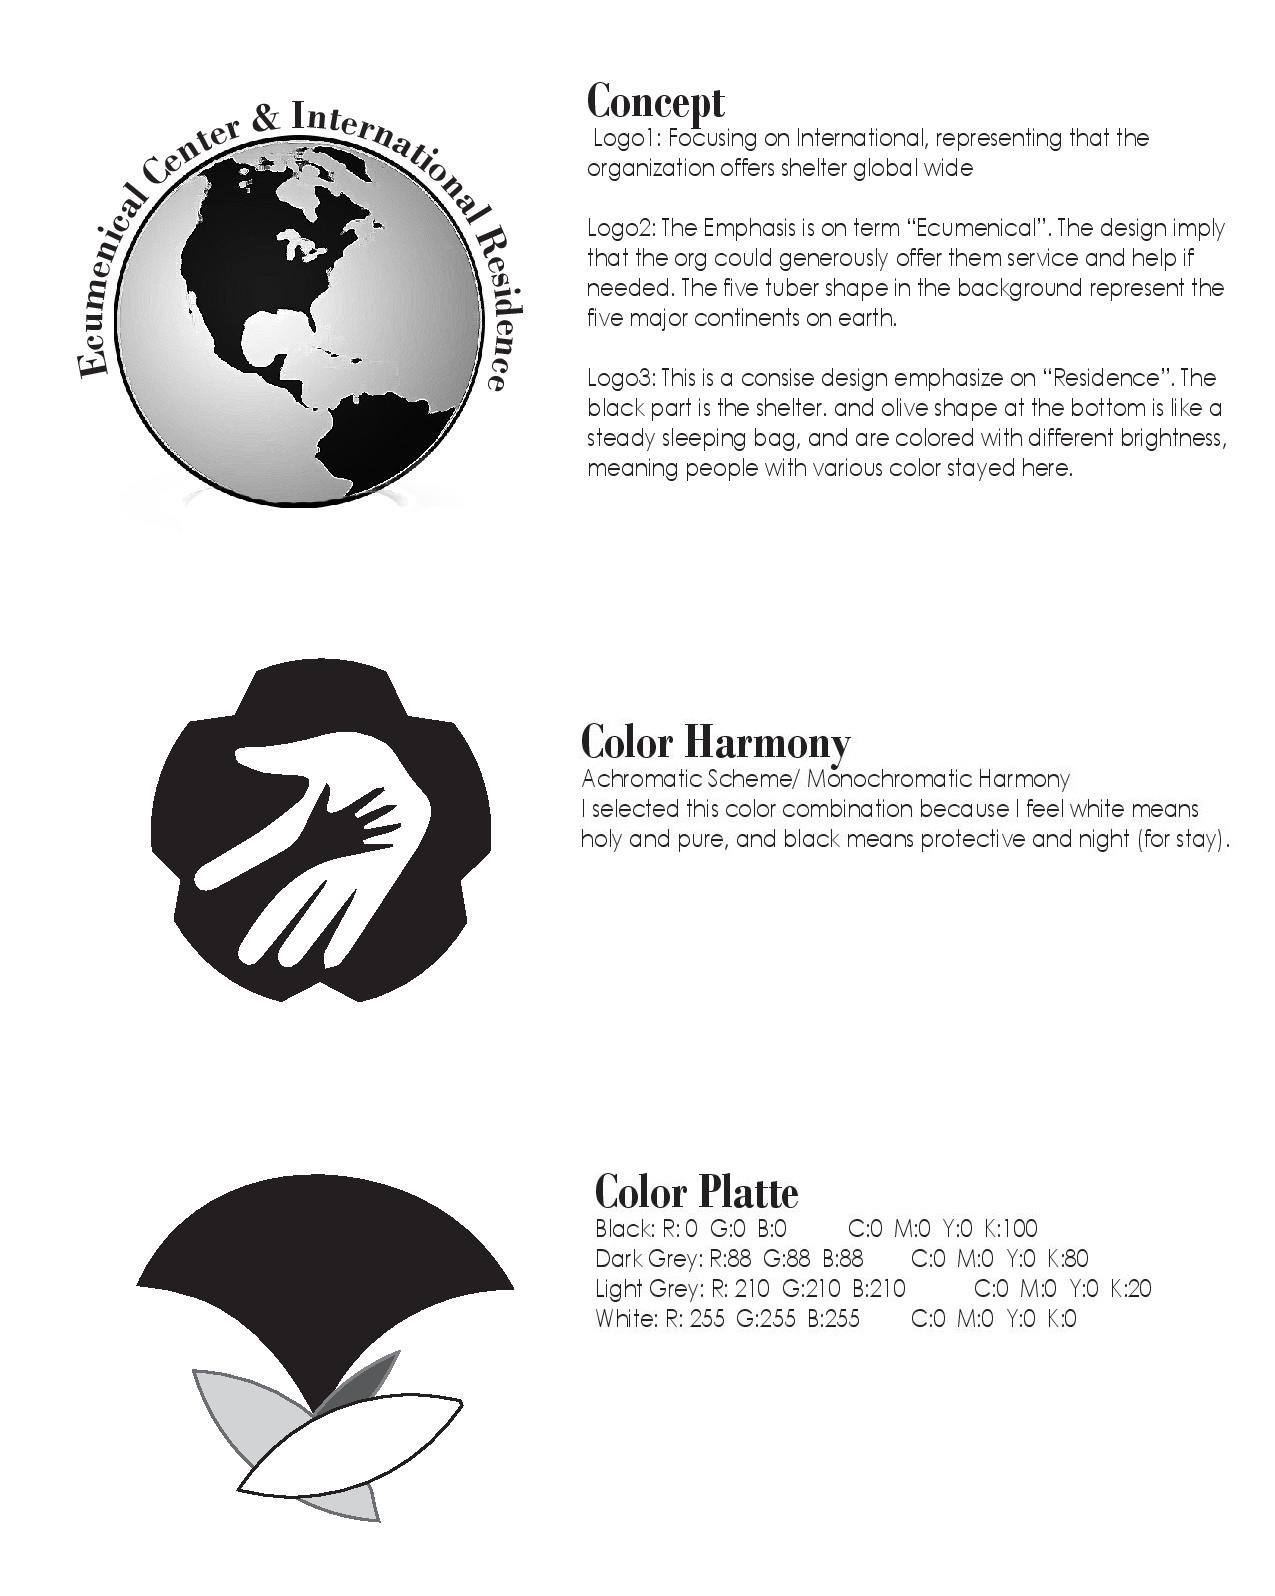 Ecumenical Center & International Residence
Concept
Logo1: Focusing on International, representing that the
organization offers shelter global wide
Logo2: The Emphasis is on term “Ecumenical”. The design imply
that the org could generously offer them service and help if
needed. The five tuber shape in the background represent the
five major continents on earth.
Logo3: This is a consise design emphasize on “Residence”. The
black part is the shelter. and olive shape at the bottom is like a
steady sleeping bag, and are colored with different brightness,
meaning people with various color stayed here.
Color Harmony
Achromatic Scheme/ Monochromatic Harmony
I selected this color combination because I feel white means
holy and pure, and black means protective and night (for stay).
Color Platte
Black: R: 0 G:0 B:0 C:0 M:0 Y:0 K:100
Dark Grey: R:88 G:88 B:88 C:0 M:0 Y:0 K:80
Light Grey: R: 210 G:210 B:210 C:0 M:0 Y:0 K:20
White: R: 255 G:255 B:255 C:0 M:0 Y:0 K:0